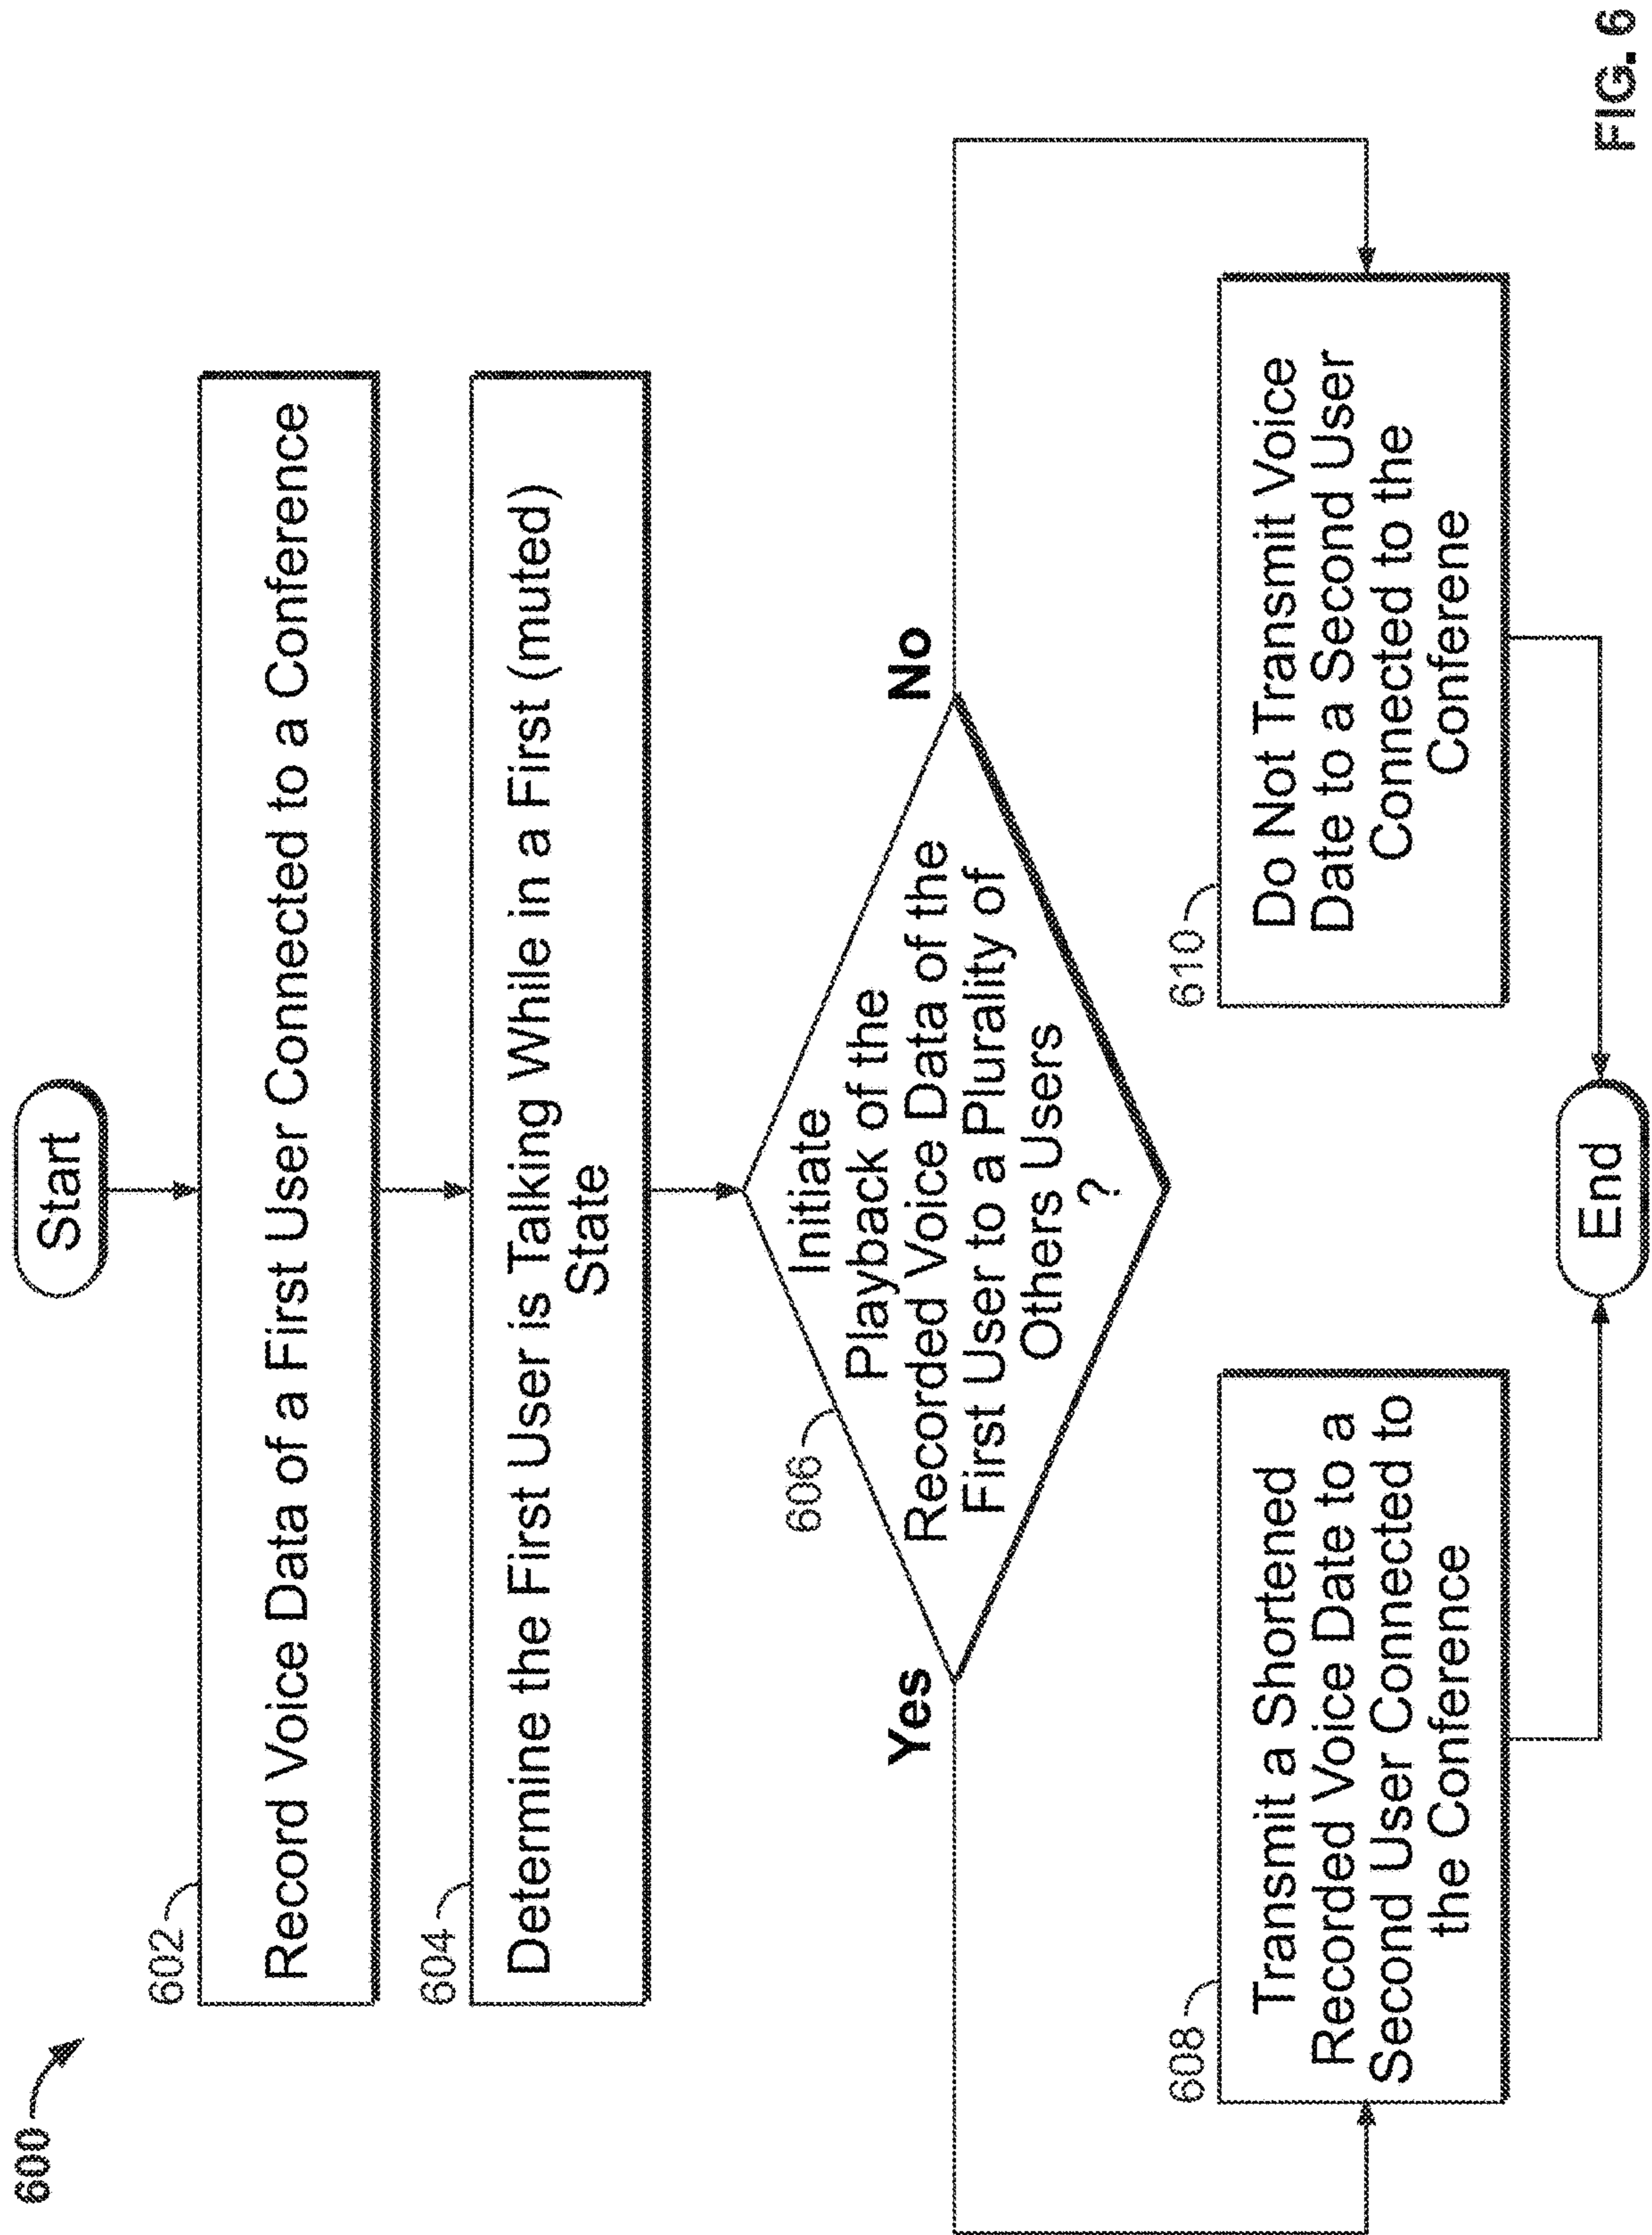 600
Start
602
Record Voice Data of a First User Connected to a Conference
604
Determine the First User is Talking While in a First (muted)
State
606
Initiate
Playback of the
Recorded Voice Data of the
First User to a Plurality of
Others Users
?
Yes
No
608
Transmit a Shortened
Recorded Voice Date to a
Second User Connected to
the Conference
610
Do Not Transmit Voice
Date to a Second User
Connected to the
Conference
End
FIG. 6